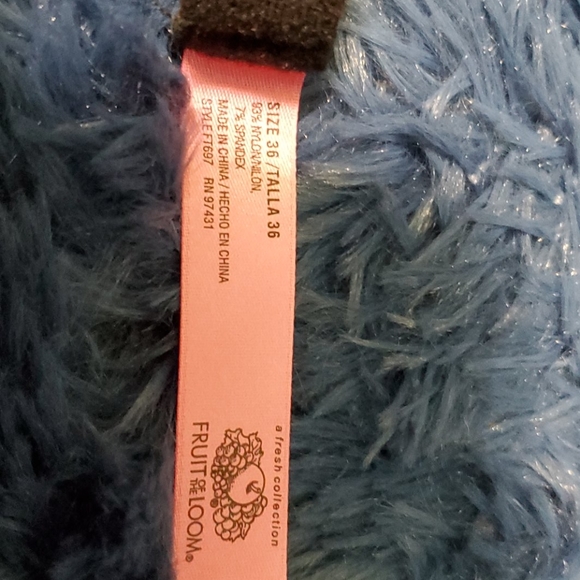 SIZE 36 / TALLA 36
93% NYLON/NILON,
7% SPANDEX
MADE IN CHINA / HECHO EN CHINA
STYLE FT697 RN 97431
a fresh collection
FRUIT OF THE LOOM®